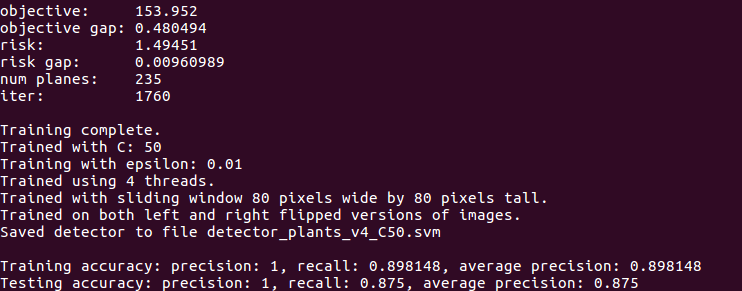 objective:     153.952
objective gap: 0.480494
risk:          1.49451
risk gap:      0.00960989
num planes:    235
iter:          1760

Training complete.
Trained with C: 50
Training with epsilon: 0.01
Trained using 4 threads.
Trained with sliding window 80 pixels wide by 80 pixels tall.
Trained on both left and right flipped versions of images.
Saved detector to file detector_plants_v4_C50.svm

Training accuracy: precision: 1, recall: 0.898148, average precision: 0.898148
Testing accuracy: precision: 1, recall: 0.875, average precision: 0.875